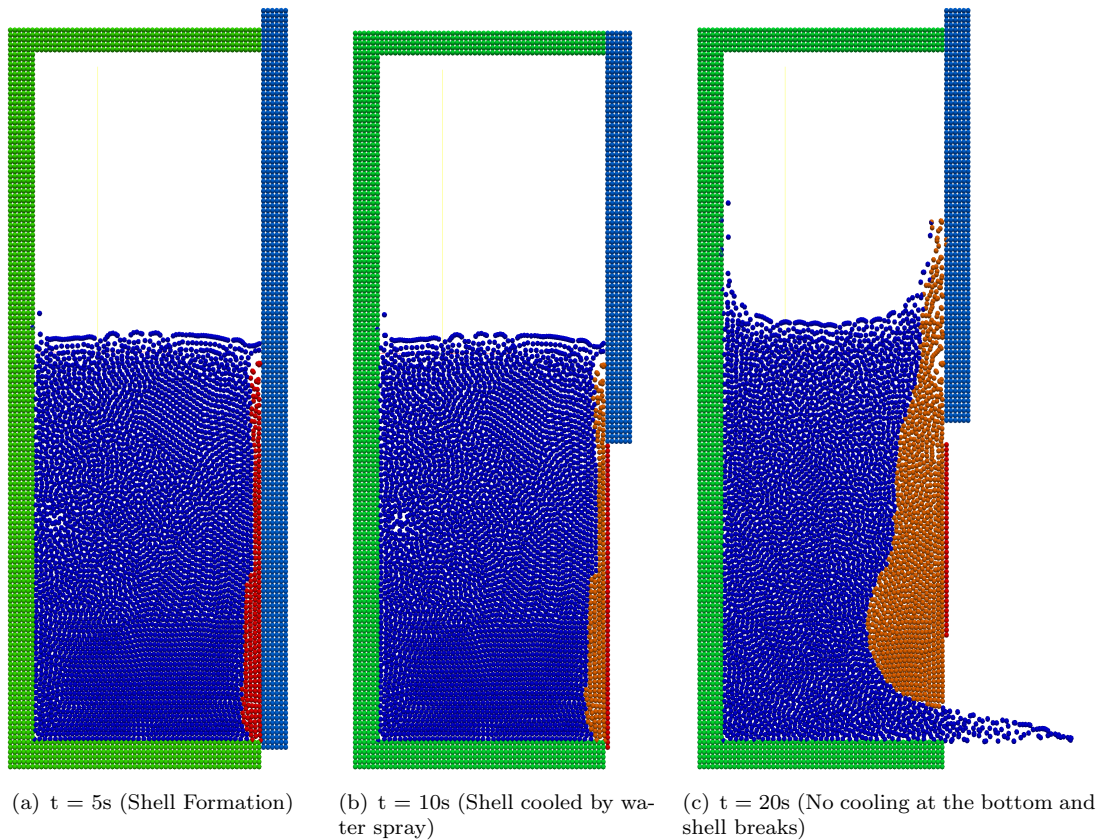 (a) t = 5s (Shell Formation)
(b) t = 10s (Shell cooled by wa-
ter spray)
(c) t = 20s (No cooling at the bottom and
shell breaks)